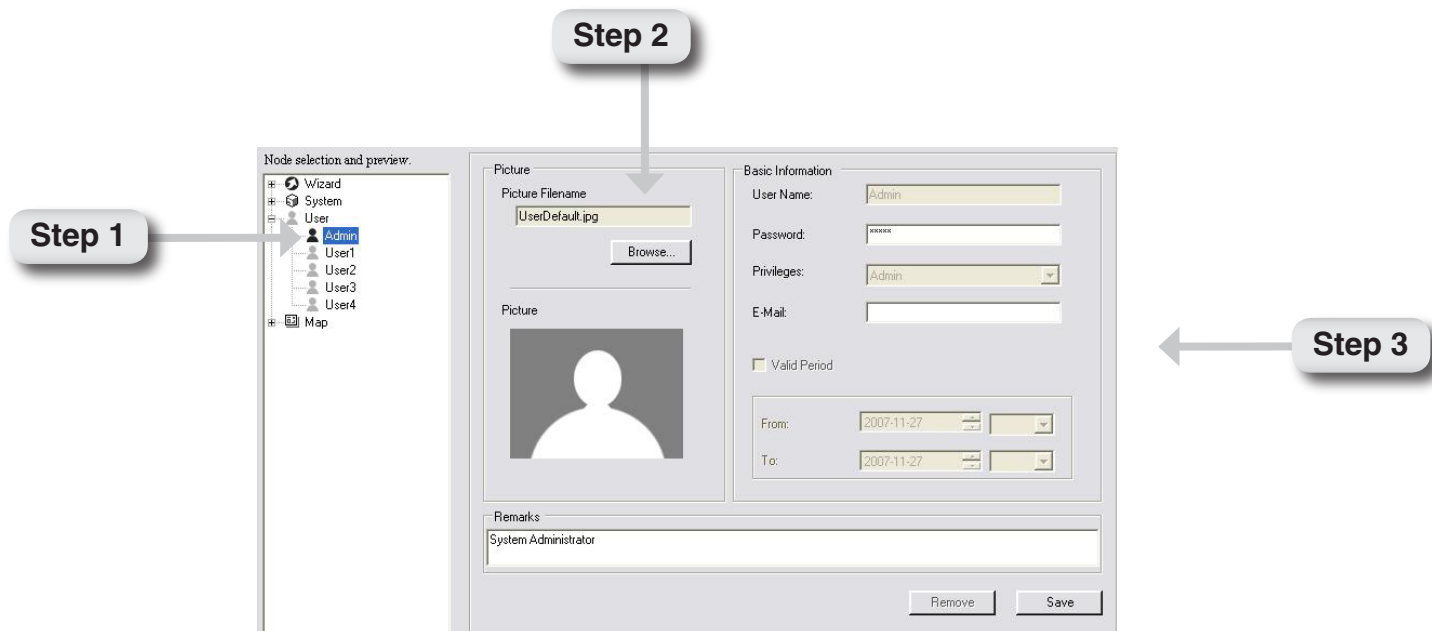 Step 2
Step 1
Step 3
Node selection and preview.
Wizard
System
User
Admin
User1
User2
User3
User4
Map
Picture
Picture Filename
UserDefault.jpg
Browse...
Picture
Basic Information
User Name: Admin
Password: *****
Privileges: Admin
E-Mail:
Valid Period
From: 2007-11-27
To: 2007-11-27
Remarks
System Administrator
Remove Save